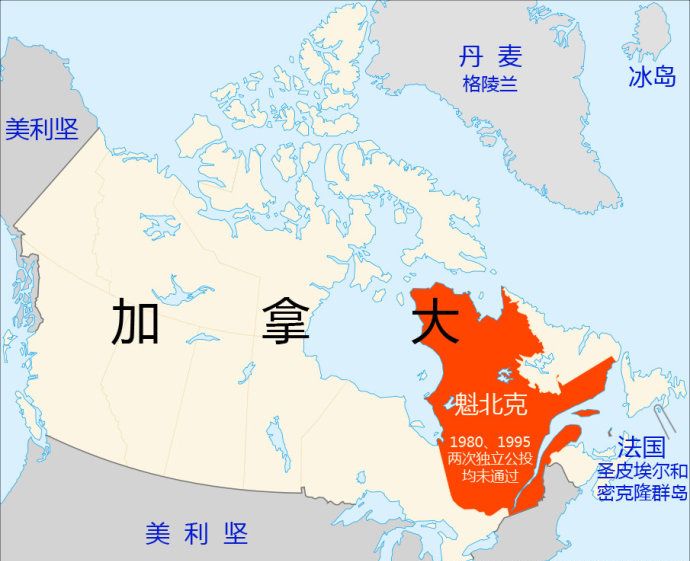 丹麦
格陵兰
冰岛
美利坚
加拿大
魁北克
1980、1995
两次独立公投
均未通过
法国
圣皮埃尔和
密克隆群岛
美利坚